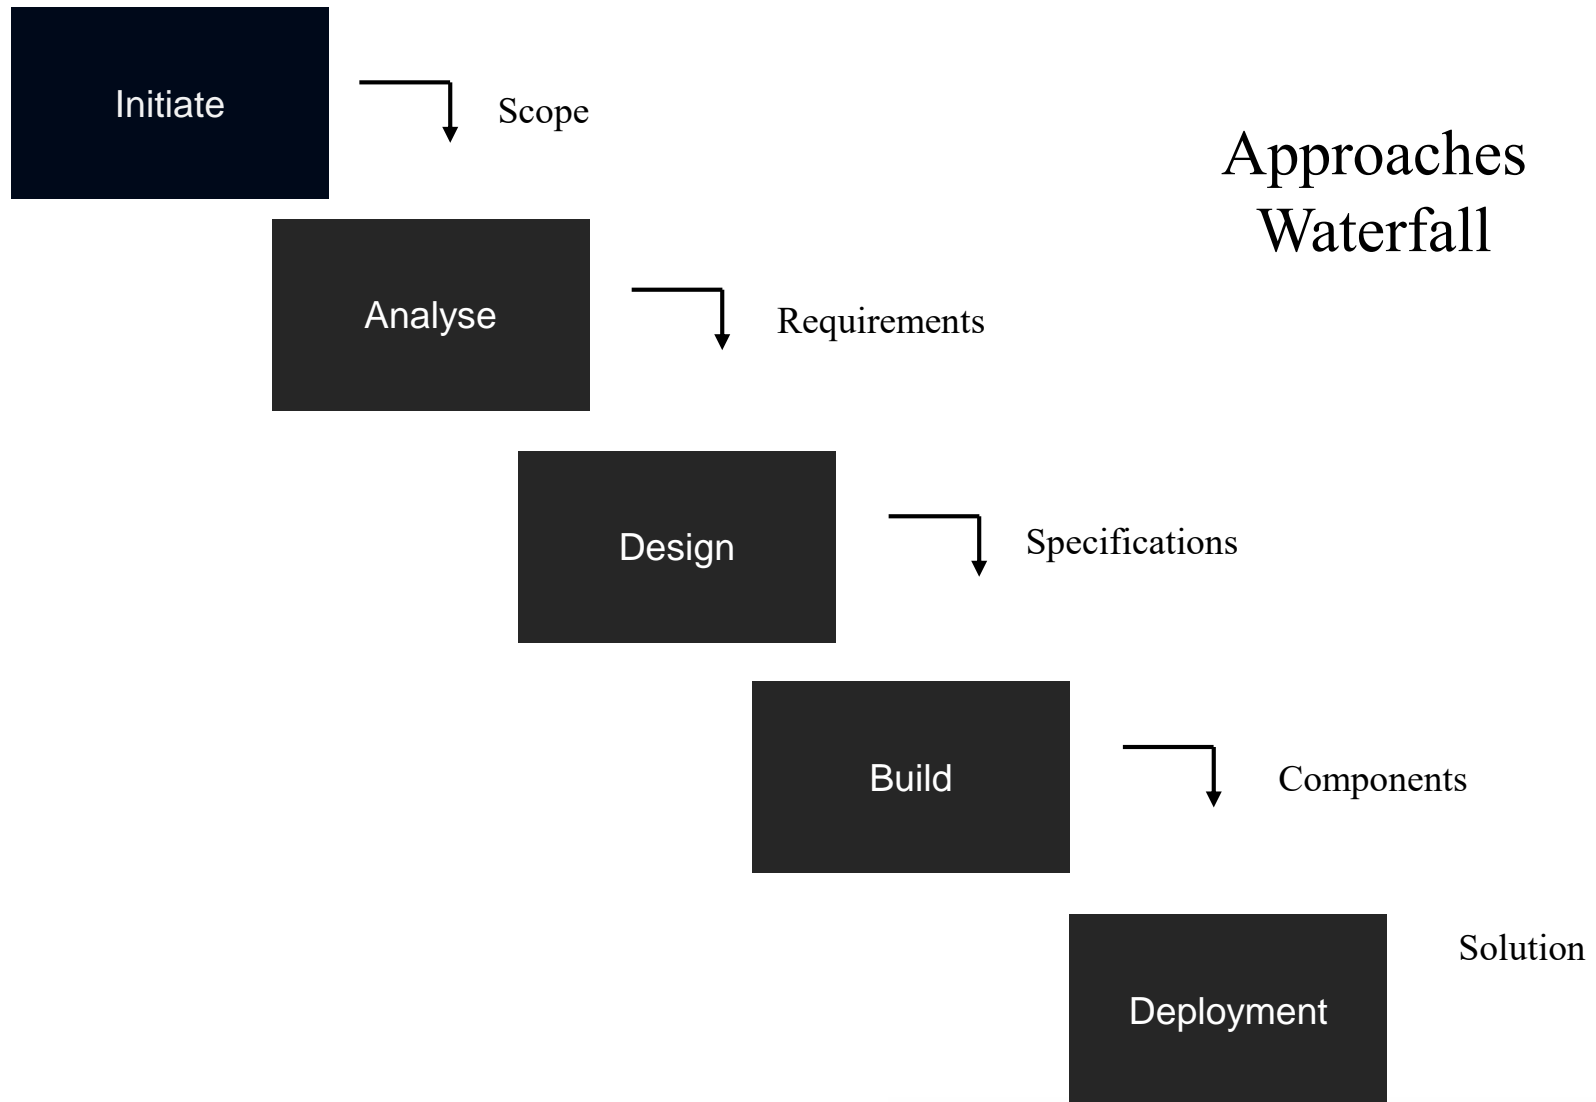 Initiate
Scope
Approaches
Waterfall
Analyse
Requirements
Design
Specifications
Build
Components
Solution
Deployment